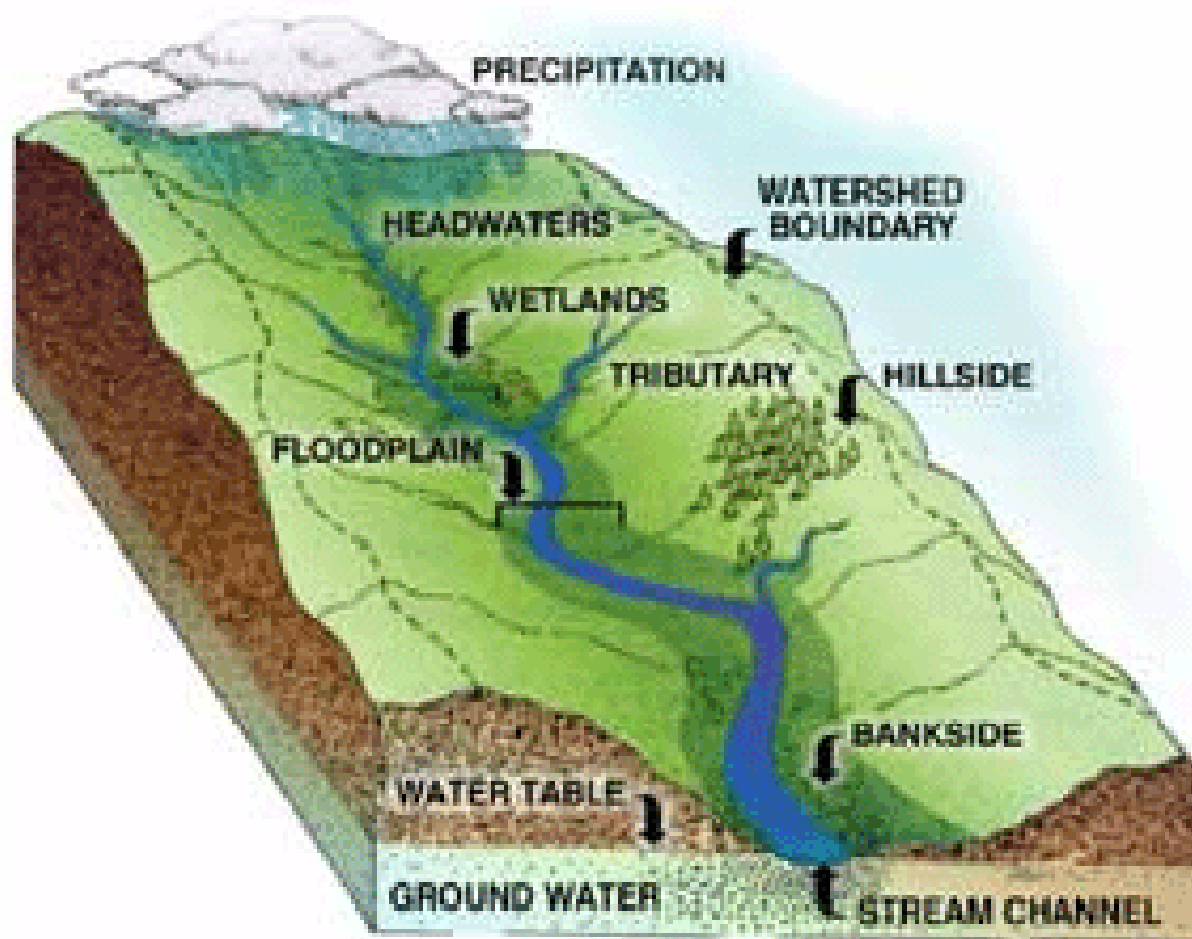 PRECIPITATION
WATERSHED
BOUNDARY
HEADWATERS
WETLANDS
TRIBUTARY
HILLSIDE
FLOODPLAIN
BANKSIDE
WATER TABLE
GROUND WATER
STREAM CHANNEL